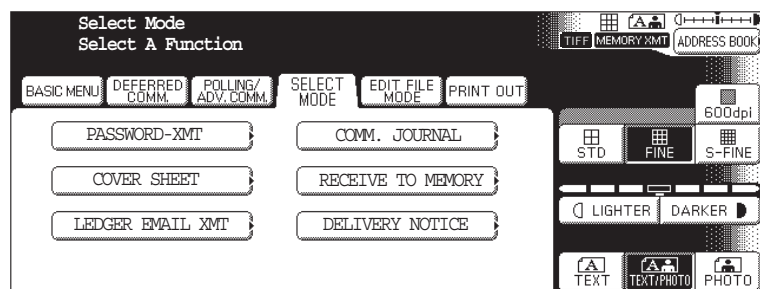 Select Mode
Select A Function
TIFF MEMORY XMT ADDRESS BOOK
BASIC MENU DEFERRED COMM. POLLING/ ADV. COMM. SELECT MODE EDIT FILE MODE PRINT OUT
600dpi
PASSWORD-XMT COMM. JOURNAL
STD FINE S-FINE
COVER SHEET RECEIVE TO MEMORY
LIGHTER DARKER
LEDGER EMAIL XMT DELIVERY NOTICE
A TEXT A TEXT/PHOTO PHOTO